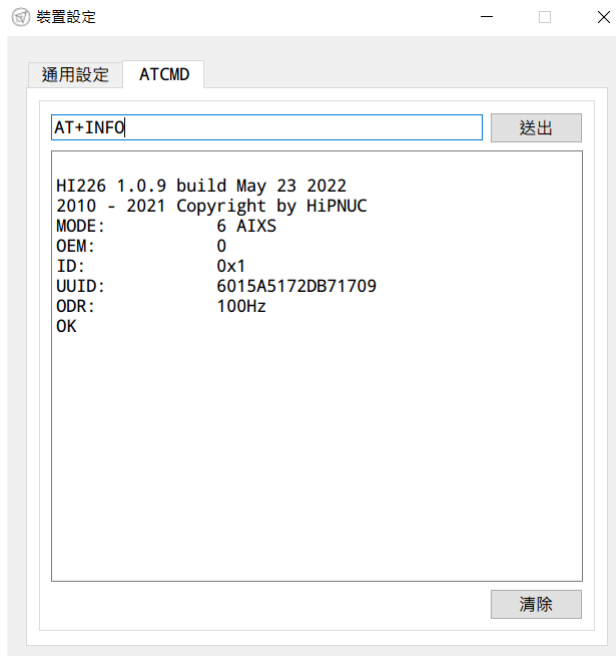 裝置設定
通用設定 ATCMD
AT+INFO 送出
HI226 1.0.9 build May 23 2022
2010 - 2021 Copyright by HiPNUC
MODE: 6 AIXS
OEM: 0
ID: 0x1
UUID: 6015A5172DB71709
ODR: 100Hz
OK
清除